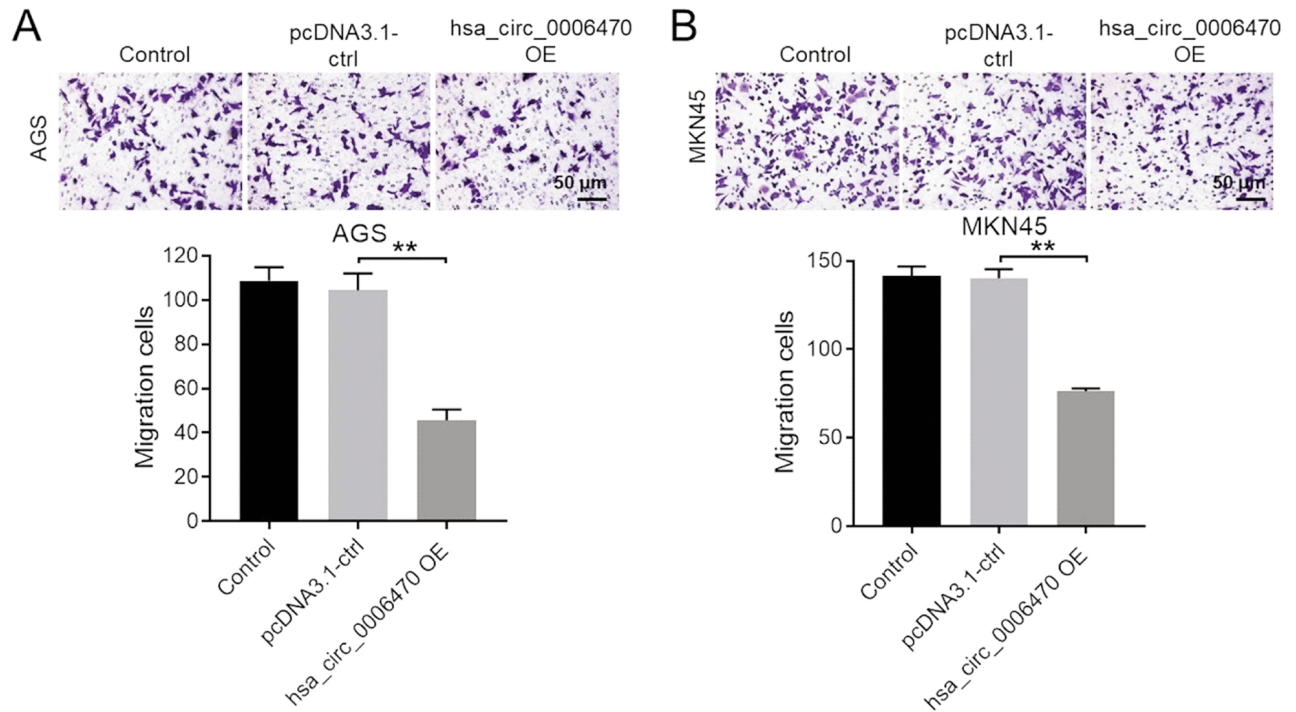 A
Control
pcDNA3.1-
ctrl
hsa_circ_0006470
OE
AGS
50 µm
AGS
**
Migration cells
120
100
80
60
40
20
0
Control
pcDNA3.1-ctrl
hsa_circ_0006470 OE
B
Control
pcDNA3.1-
ctrl
hsa_circ_0006470
OE
MKN45
50 µm
MKN45
**
Migration cells
150
100
50
0
Control
pcDNA3.1-ctrl
hsa_circ_0006470 OE